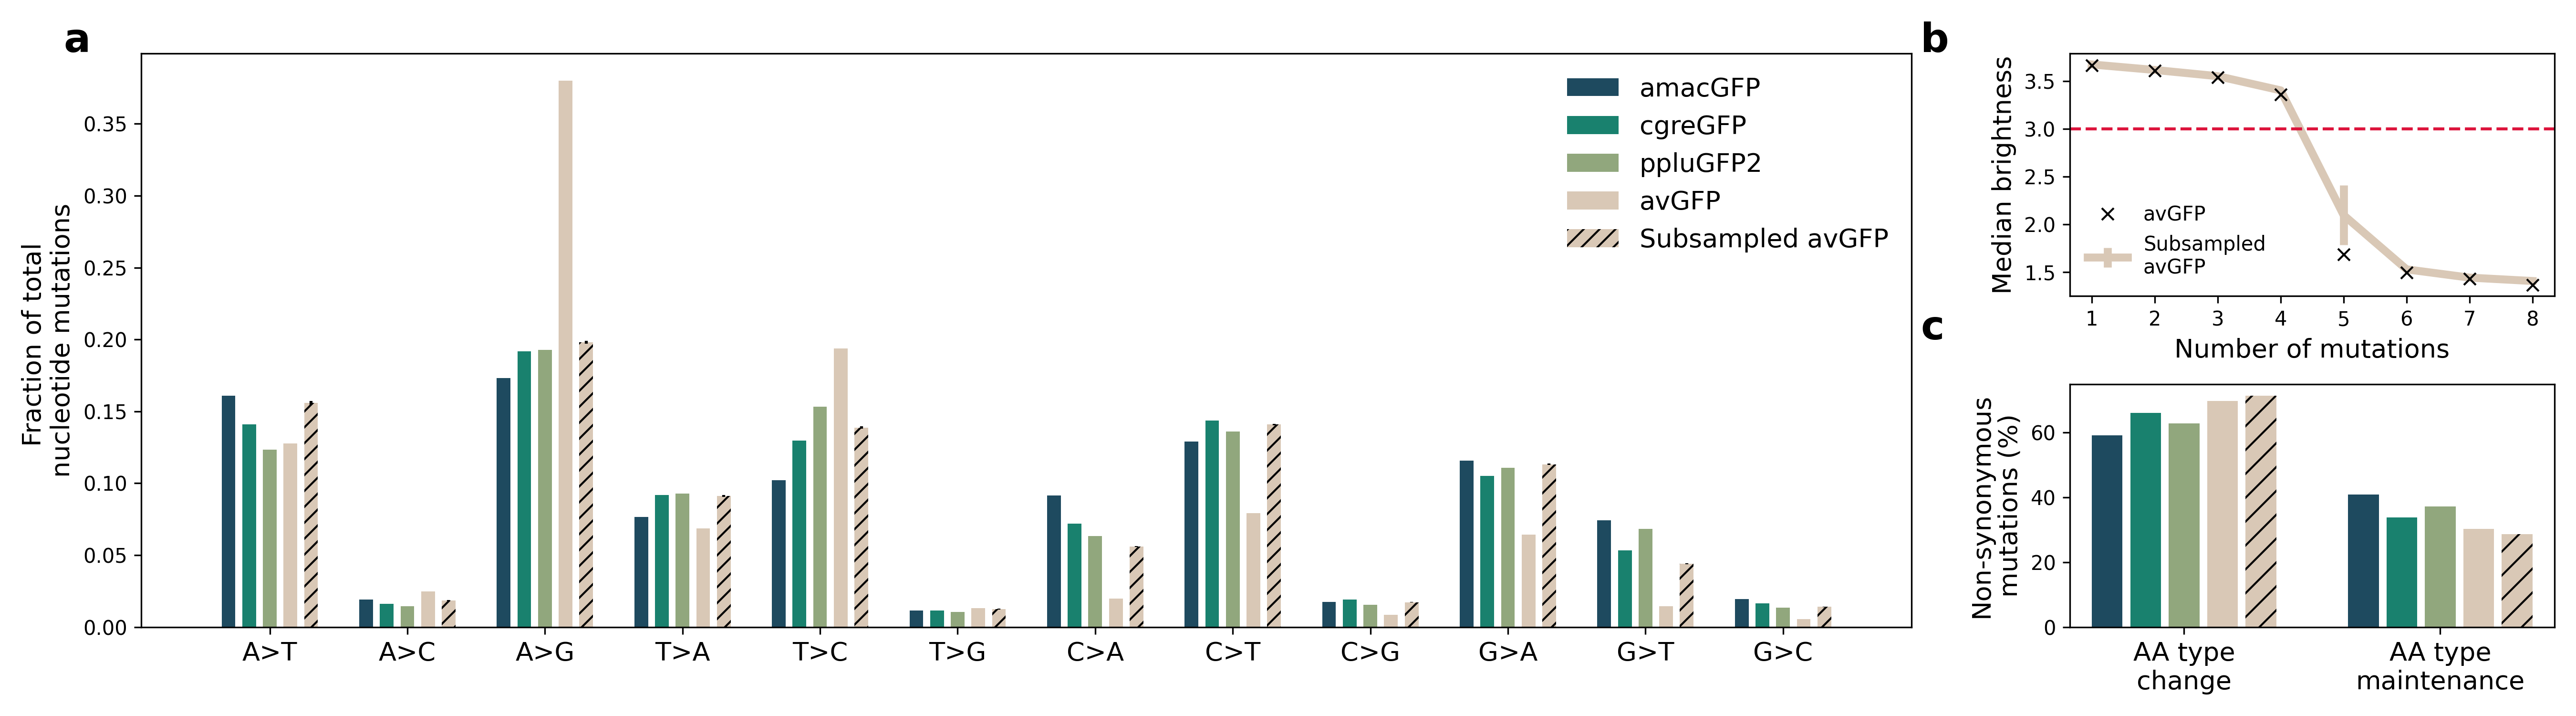 a
Fraction of total
nucleotide mutations
0.35
0.30
0.25
0.20
0.15
0.10
0.05
0.00
A>T
A>C
A>G
T>A
T>C
T>G
C>A
C>T
C>G
G>A
G>T
G>C
amacGFP
cgreGFP
ppluGFP2
avGFP
Subsampled avGFP
b
Median brightness
3.5
3.0
2.5
2.0
1.5
avGFP
Subsampled
avGFP
1 2 3 4 5 6 7 8
Number of mutations
c
Non-synonymous
mutations (%)
60
40
20
0
AA type
change
AA type
maintenance